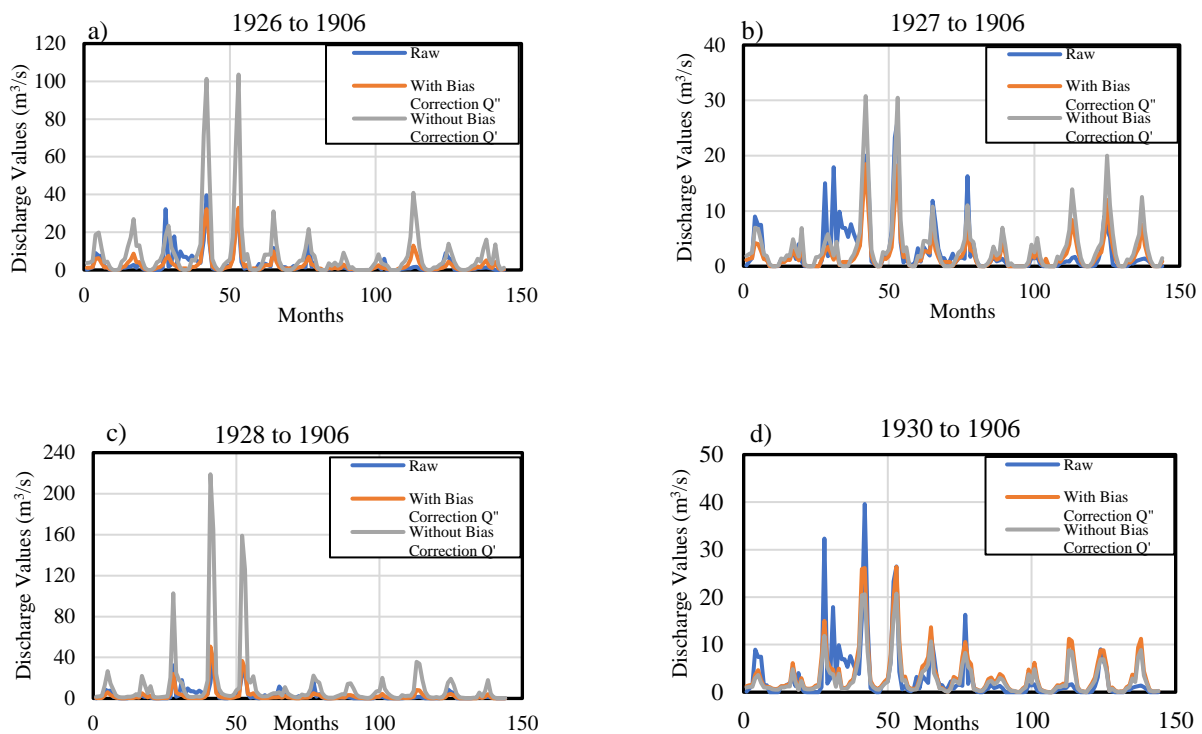 a)
1926 to 1906
120
100
80
60
40
20
0
Discharge Values (m³/s)
Raw
With Bias
Correction Q"
Without Bias
Correction Q'
0
50
100
150
Months
b)
1927 to 1906
40
30
20
10
0
Discharge Values (m³/s)
Raw
With Bias
Correction Q"
Without Bias
Correction Q'
0
50
100
150
Months
c)
1928 to 1906
240
200
160
120
80
40
0
Discharge Values (m³/s)
Raw
With Bias
Correction Q"
Without Bias
Correction Q'
0
50
Months
100
150
d)
1930 to 1906
50
40
30
20
10
0
Discharge Values (m³/s)
Raw
With Bias
Correction Q"
Without Bias
Correction Q'
0
50
Months
100
150